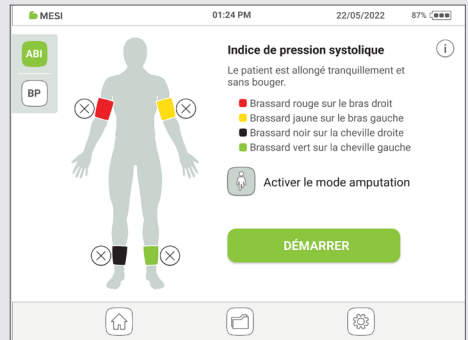 MESI
01:24 PM
22/05/2022
87%
ABI
BP
Indice de pression systolique
i
Le patient est allongé tranquillement et
sans bouger.
Brassard rouge sur le bras droit
Brassard jaune sur le bras gauche
Brassard noir sur la cheville droite
Brassard vert sur la cheville gauche
Activer le mode amputation
DÉMARRER